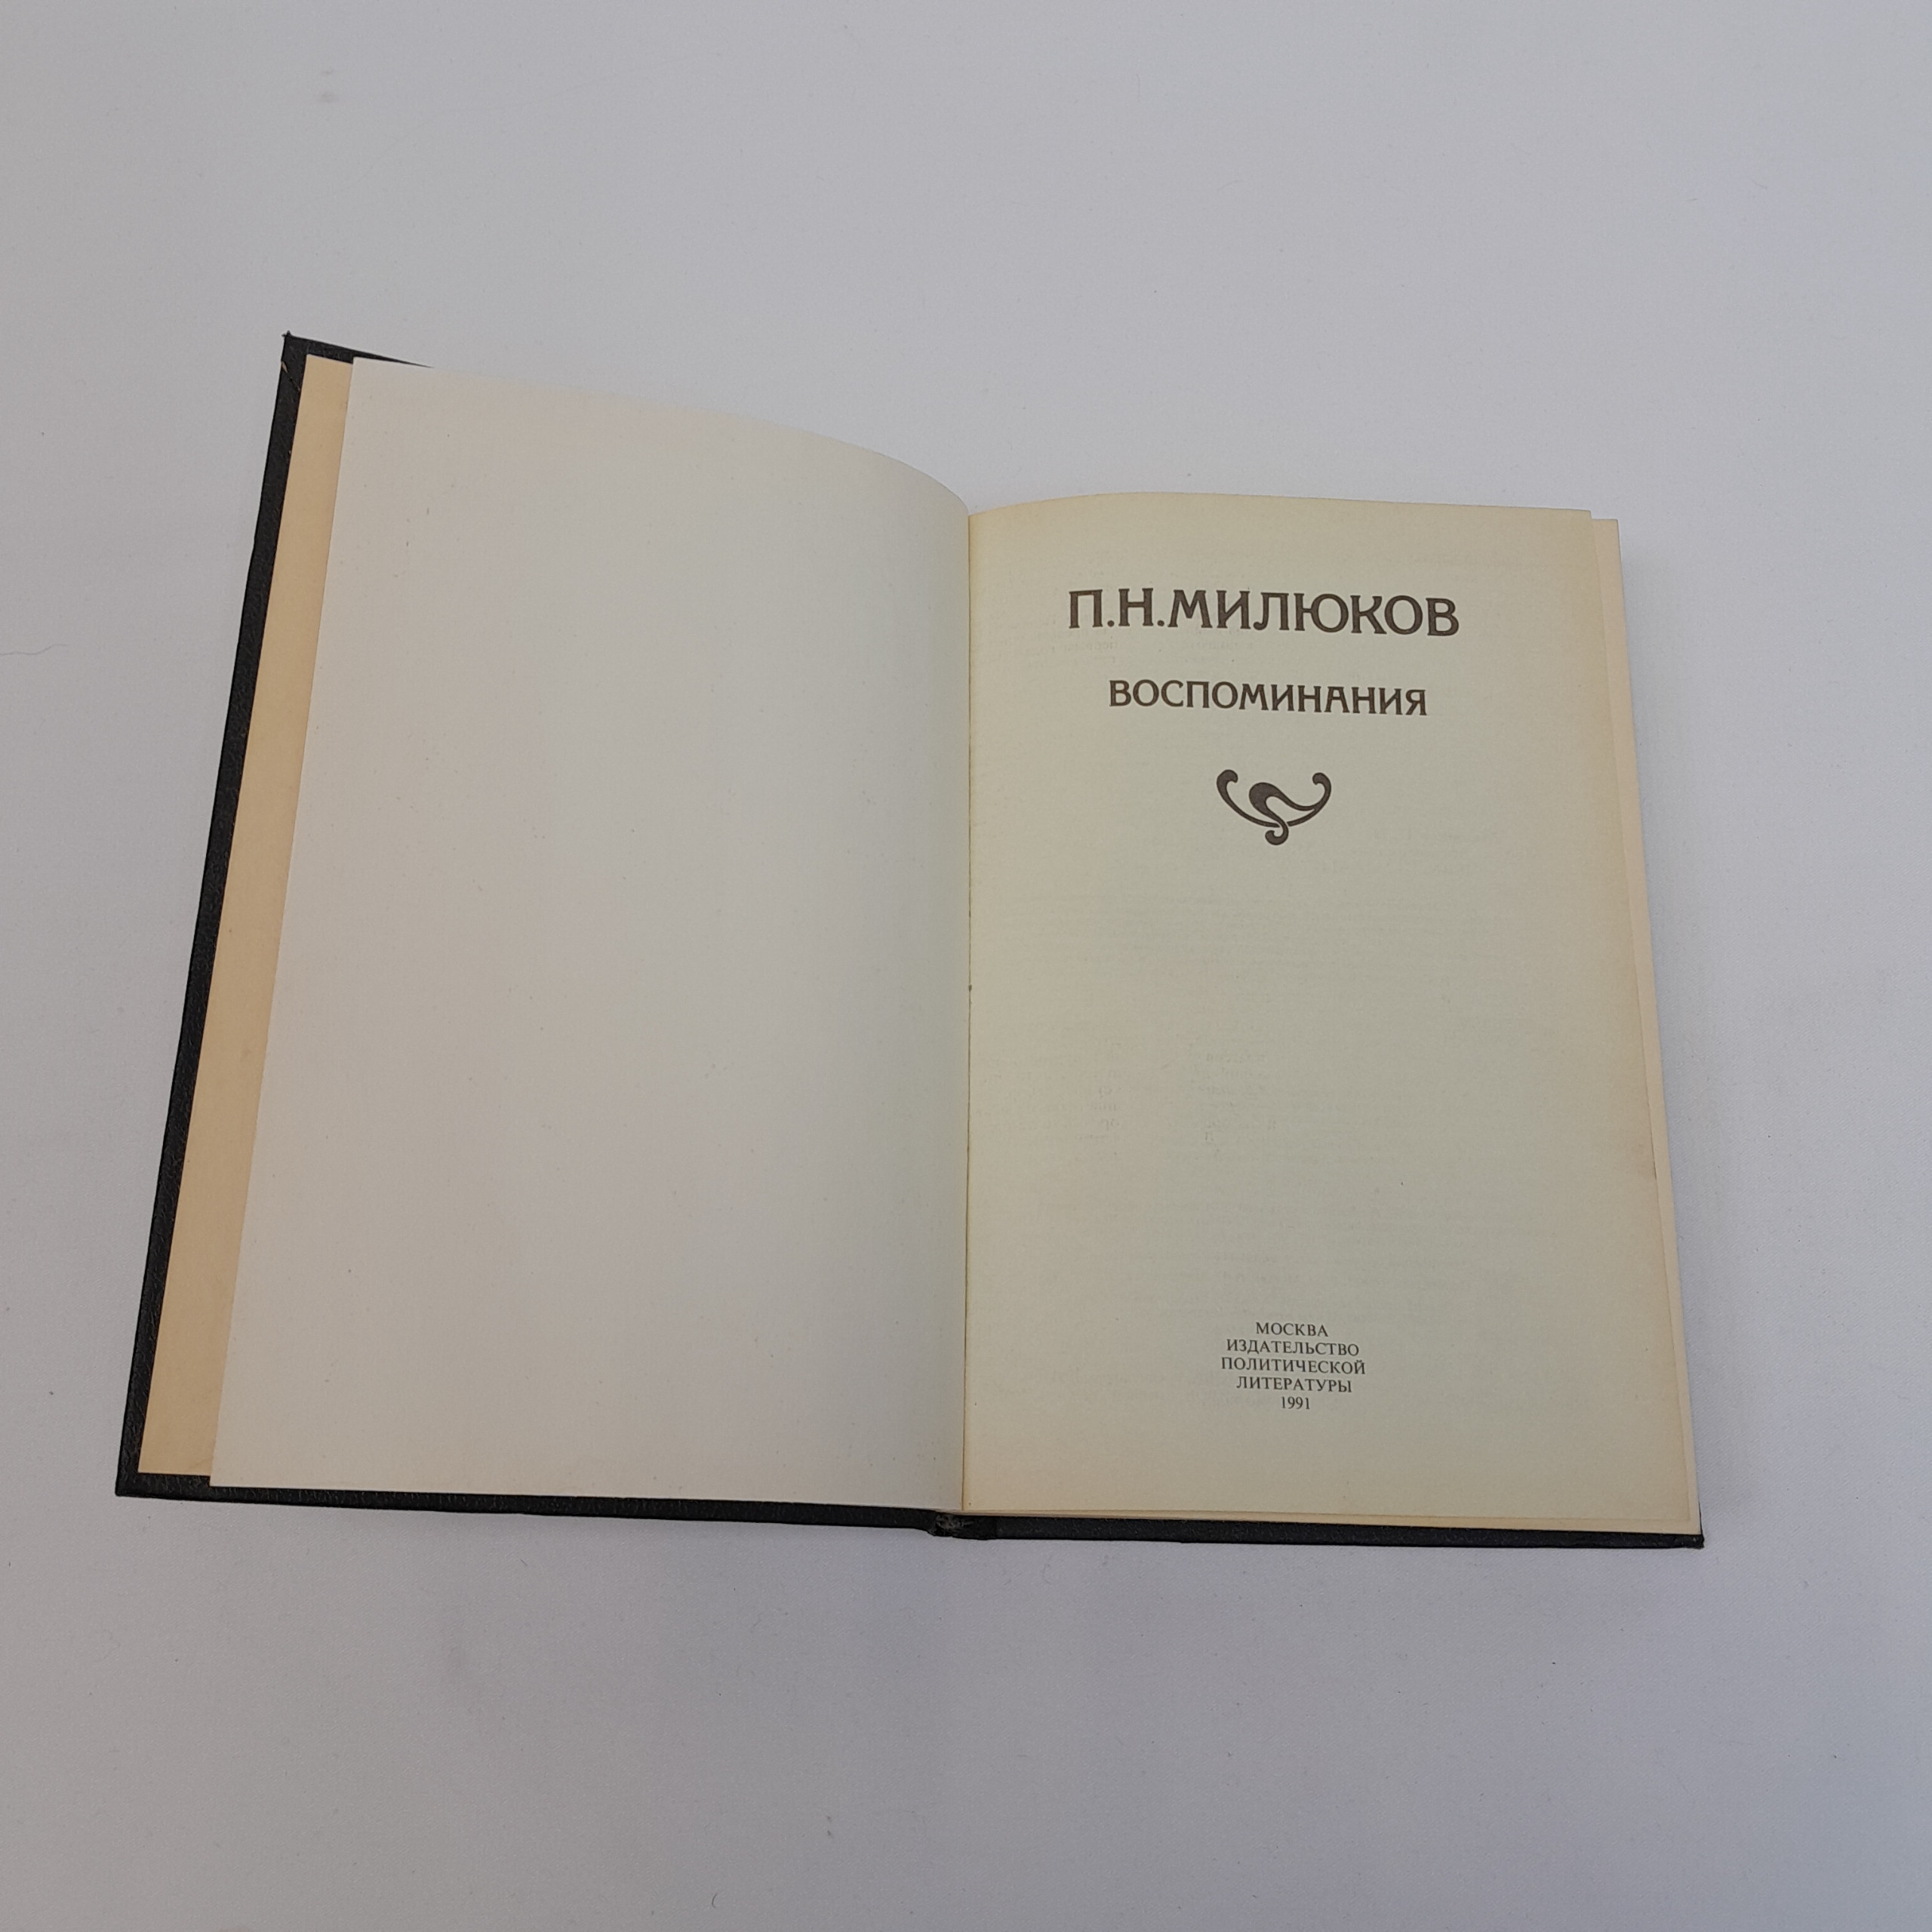 П.Н.МИЛЮКОВ
ВОСПОМИНАНИЯ
МОСКВА
ИЗДАТЕЛЬСТВО
ПОЛИТИЧЕСКОЙ
ЛИТЕРАТУРЫ
1991